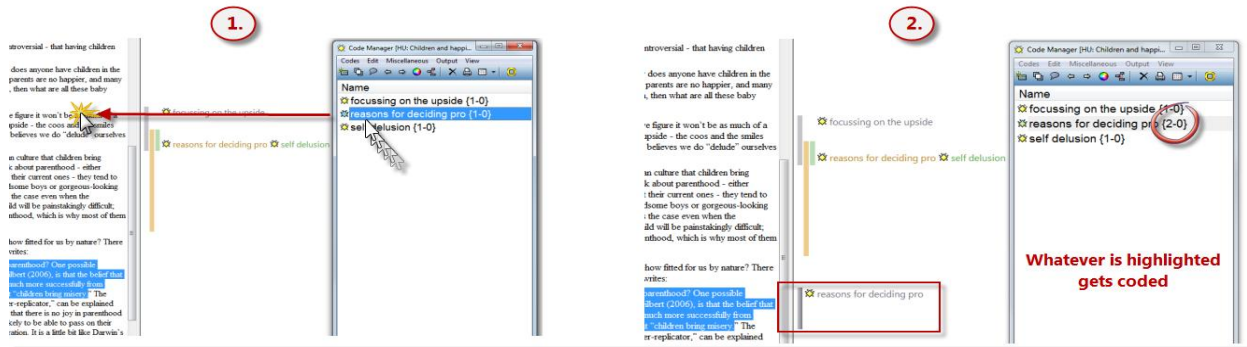 1.
ntroversial - that having children
does anyone have children in the
parents are no happier, and many
, then what are all these baby
e figure it won't be as much of a
upside - the coos and the smiles
believes we do "delude" ourselves
n culture that children bring
k about parenthood - either
their current ones - they tend to
dsome boys or gorgeous-looking
the case even when the
ild will be painstakingly difficult;
nthood, which is why most of them
how fitted for us by nature? There
writes:
parenthood? One possible
ilbert (2006), is that the belief that
much more successfully from
"children bring misery." The
er-replicator," can be explained
that there is no joy in parenthood
kely to be able to pass on their
ration. It is a little bit like Darwin's
focussing on the upside
reasons for deciding pro self delusion
Code Manager [HU: Children and happi...
Codes Edit Miscellaneous Output View
Name
focussing on the upside {1-0}
reasons for deciding pro {1-0}
self delusion {1-0}
2.
ntroversial - that having children
does anyone have children in the
parents are no happier, and many
, then what are all these baby
ve figure it won't be as much of a
upside - the coos and the smiles
believes we do "delude" ourselves
an culture that children bring
k about parenthood - either
t their current ones - they tend to
dsome boys or gorgeous-looking
s the case even when the
ild will be painstakingly difficult;
nthood, which is why most of them
how fitted for us by nature? There
writes:
parenthood? One possible
ilbert (2006), is that the belief that
much more successfully from
t "children bring misery." The
er-replicator," can be explained
focussing on the upside
reasons for deciding pro self delusion
reasons for deciding pro
Code Manager [HU: Children and happi...
Codes Edit Miscellaneous Output View
Name
focussing on the upside {1-0}
reasons for deciding pro {2-0}
self delusion {1-0}
Whatever is highlighted
gets coded